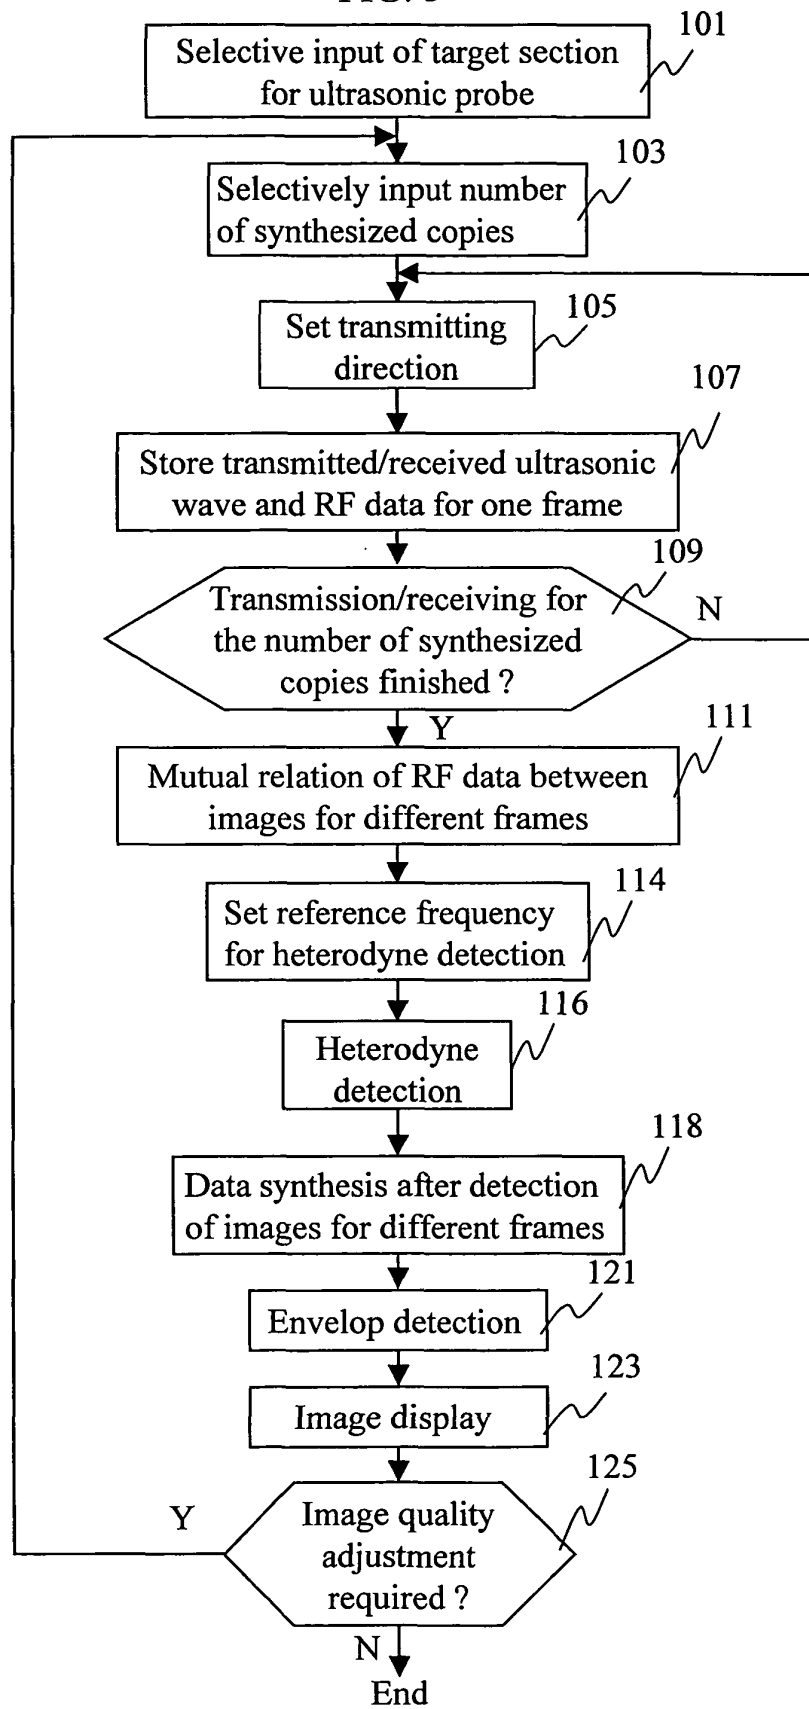 101
Selective input of target section
for ultrasonic probe
103
Selectively input number
of synthesized copies
105
Set transmitting
direction
107
Store transmitted/received ultrasonic
wave and RF data for one frame
109
Transmission/receiving for
the number of synthesized
copies finished ?
N
Y
111
Mutual relation of RF data between
images for different frames
114
Set reference frequency
for heterodyne detection
116
Heterodyne
detection
118
Data synthesis after detection
of images for different frames
121
Envelop detection
123
Image display
125
Image quality
adjustment
required ?
Y
N
End